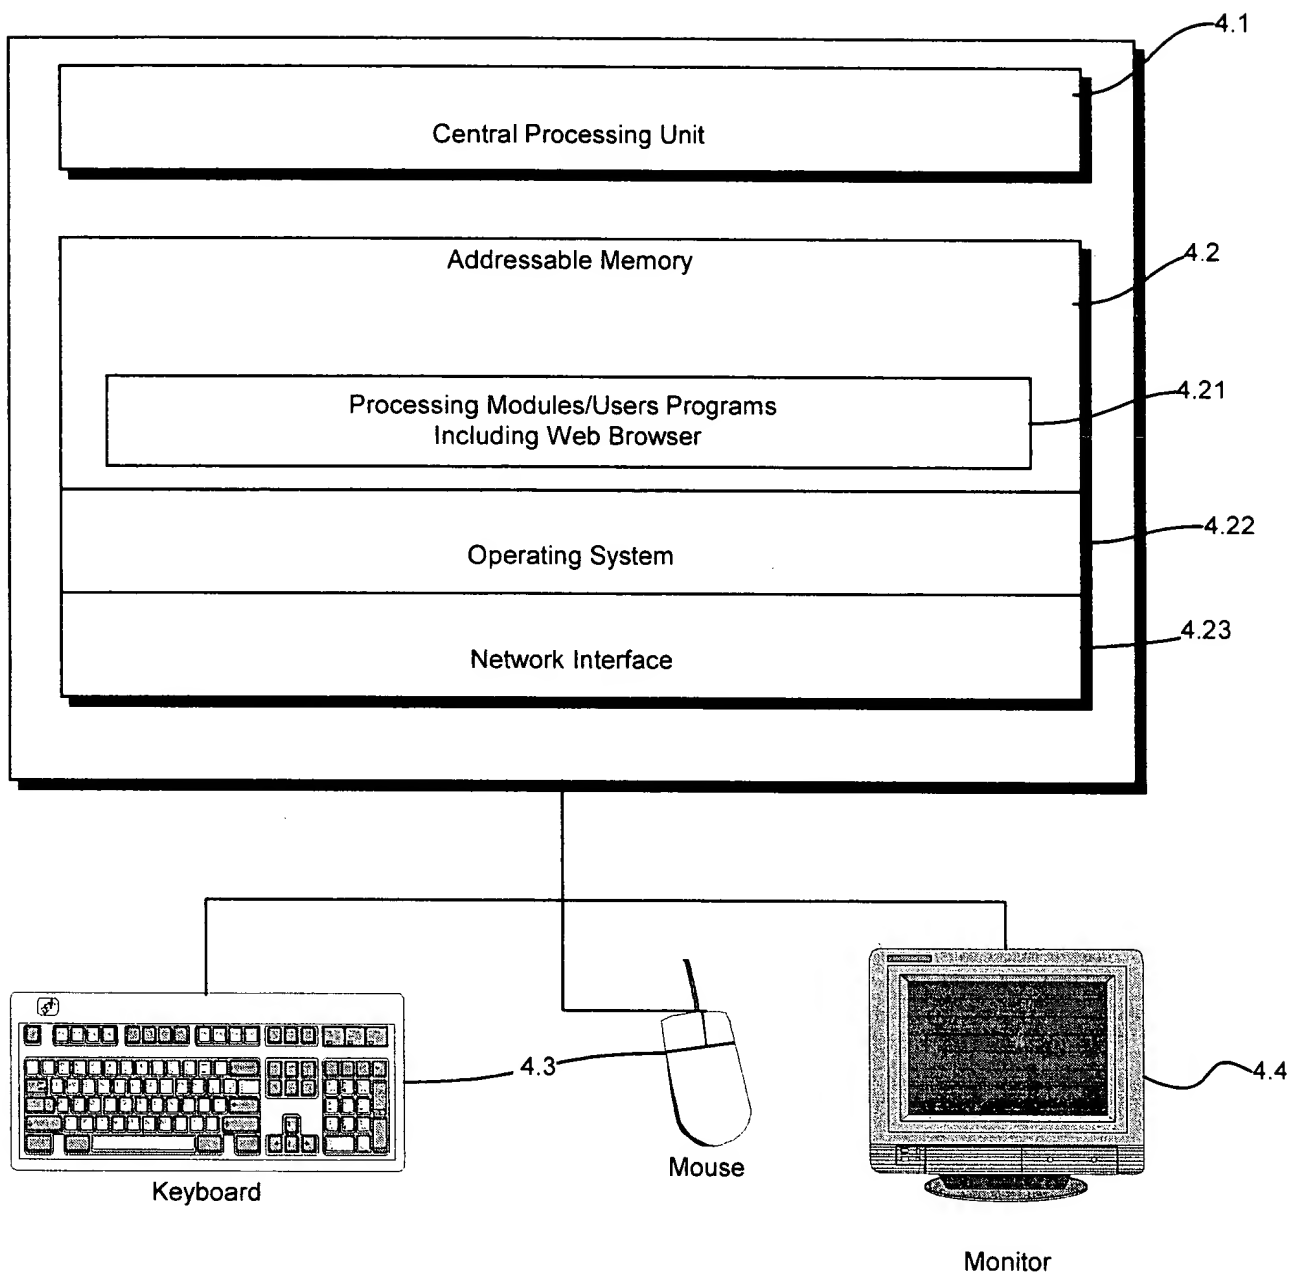 4.1
Central Processing Unit
Addressable Memory
4.2
Processing Modules/Users Programs
Including Web Browser
4.21
Operating System
4.22
Network Interface
4.23
4.3
4.4
Keyboard
Mouse
Monitor